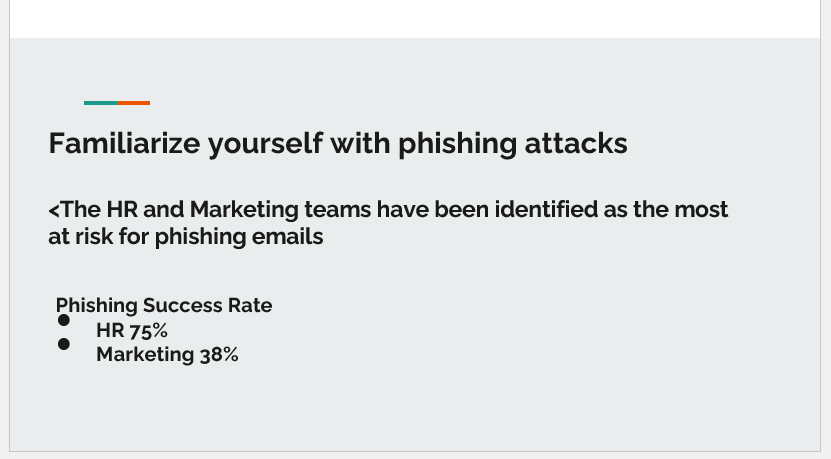 Familiarize yourself with phishing attacks
<The HR and Marketing teams have been identified as the most
at risk for phishing emails
Phishing Success Rate
● HR 75%
● Marketing 38%